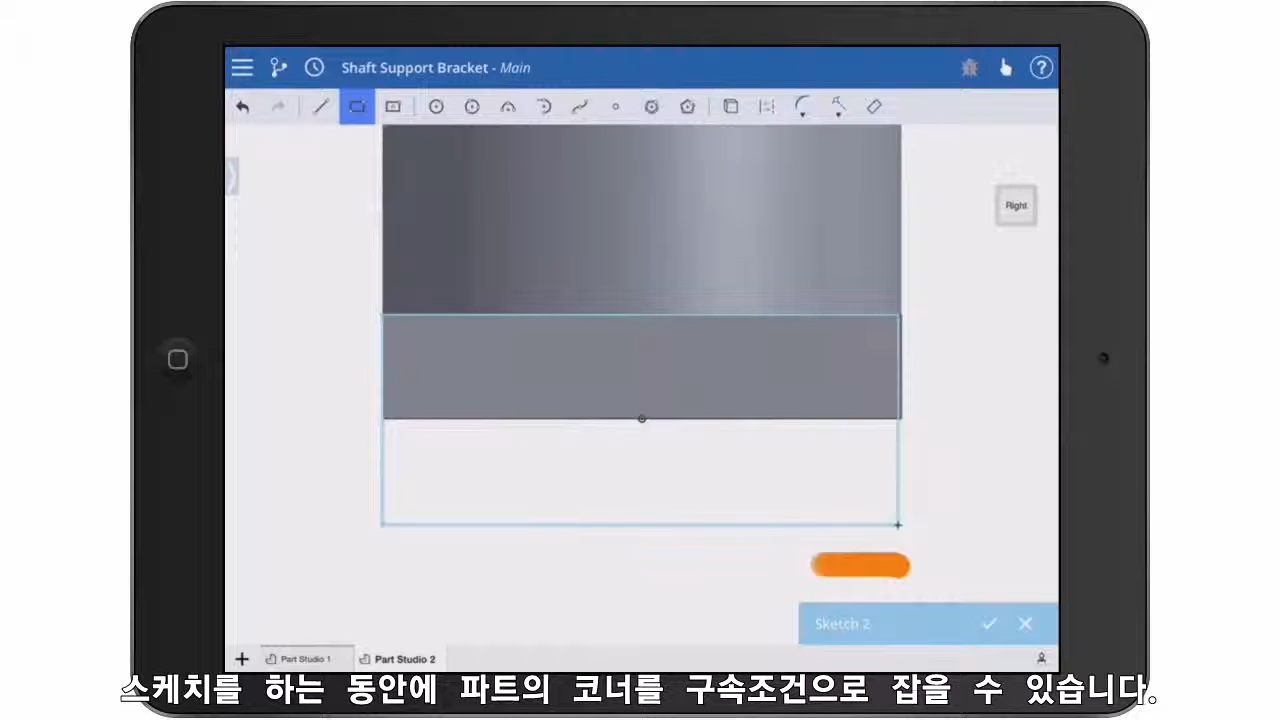 Shaft Support Bracket - Main
?
Right
Sketch 2
Part Studio 1
Part Studio 2
스케치를 하는 동안에 파트의 코너를 구속조건으로 잡을 수 있습니다.